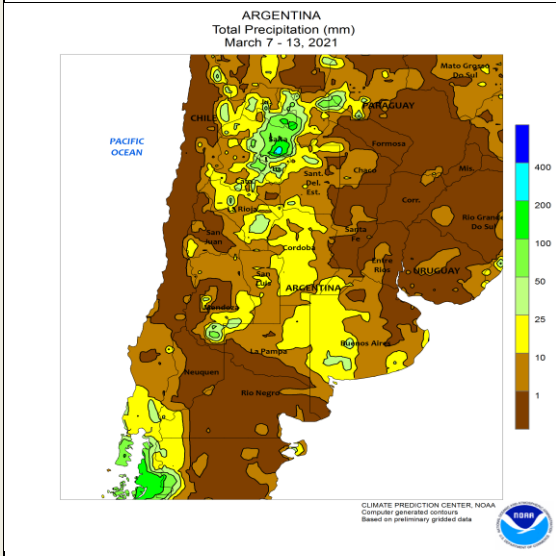 ARGENTINA
Total Precipitation (mm)
March 7 - 13, 2021
Mato Grosso
Do Sul
PARAGUAY
CHILE
PACIFIC
OCEAN
Salta
Formosa
Tu
Sant.
Del.
Est.
Chaco
Mis.
Cata
La Rioja
Corr.
Rio Grande
Do Sul
San
Juan
Santa
Fe
Cordoba
Entre
Rios
URUGUAY
San
Luis
ARGENTINA
Mendoza
Buenos Aires
La Pampa
Neuquen
Rio Negro
400
200
100
50
25
10
1
CLIMATE PREDICTION CENTER, NOAA
Computer generated contours
Based on preliminary gridded data
NOAA